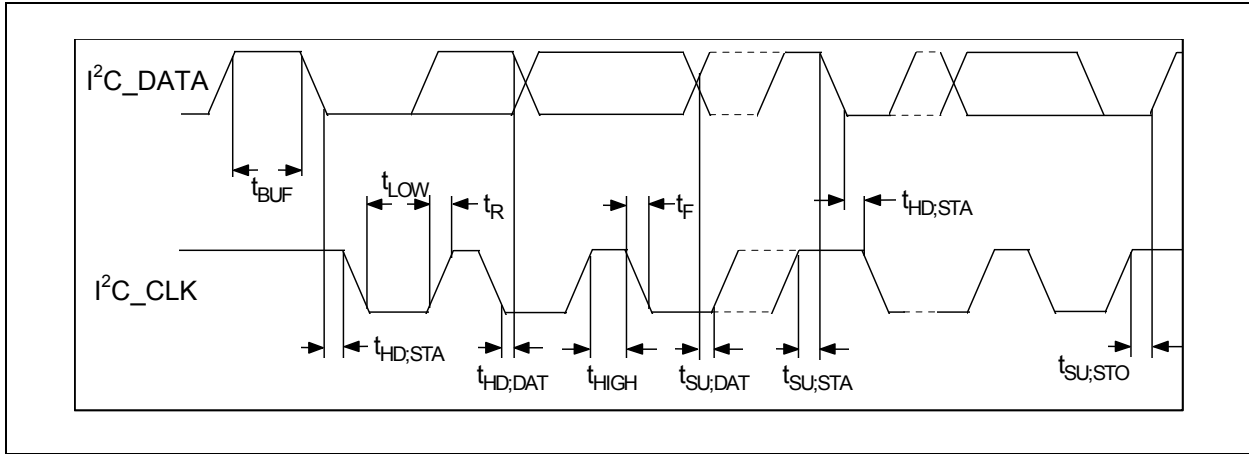 I²C_DATA
tBUF
tLOW
tR
tF
tHD;STA
I²C_CLK
tHD;STA
tHD;DAT
tHIGH
tSU;DAT
tSU;STA
tSU;STO